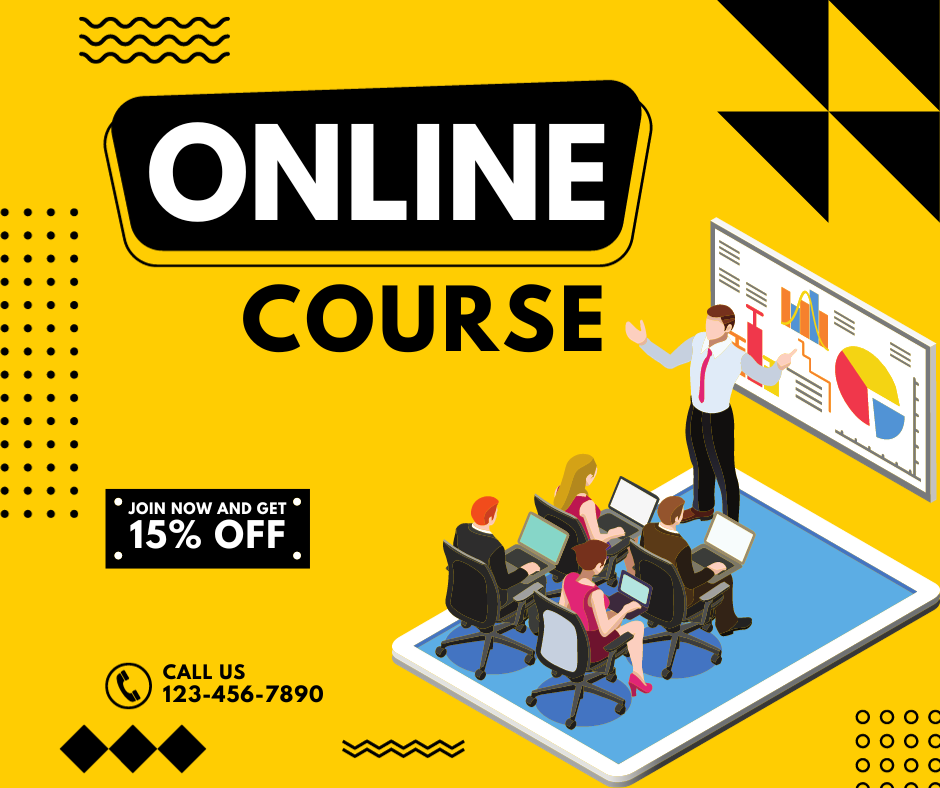 ONLINE
COURSE
JOIN NOW AND GET
15% OFF
CALL US
123-456-7890